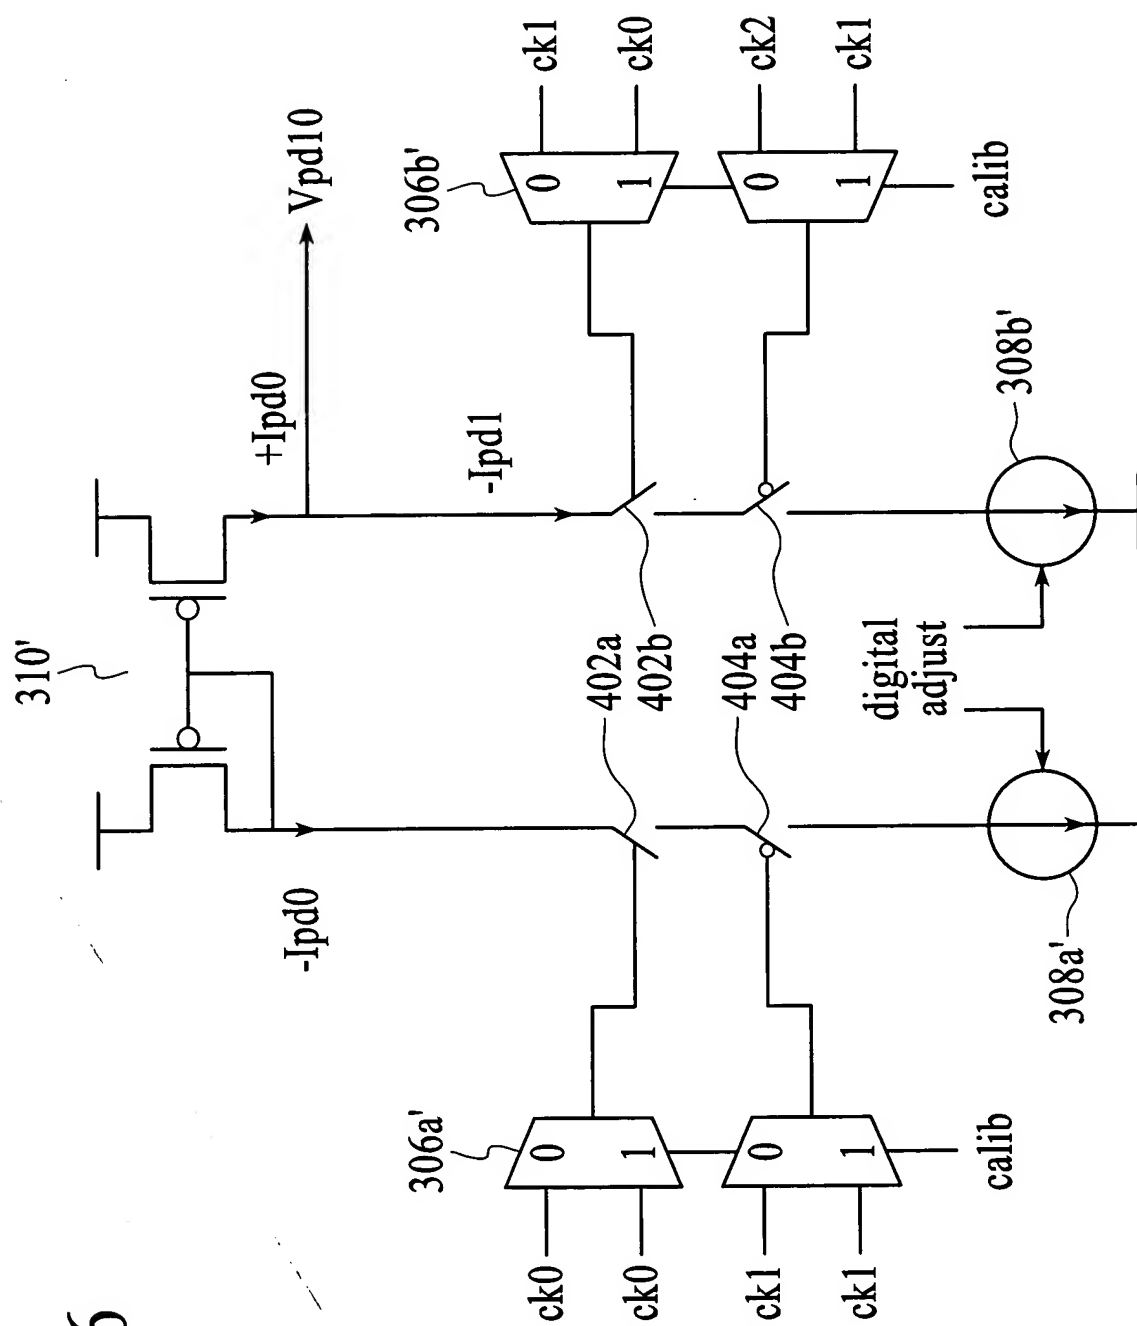 310'
-Ipd0
+Ipd0
Vpd10
-Ipd1
306a'
0
1
0
1
ck0
ck0
ck1
ck1
calib
306b'
0
1
0
1
ck1
ck0
ck2
ck1
calib
402a
402b
404a
404b
digital
adjust
308a'
308b'